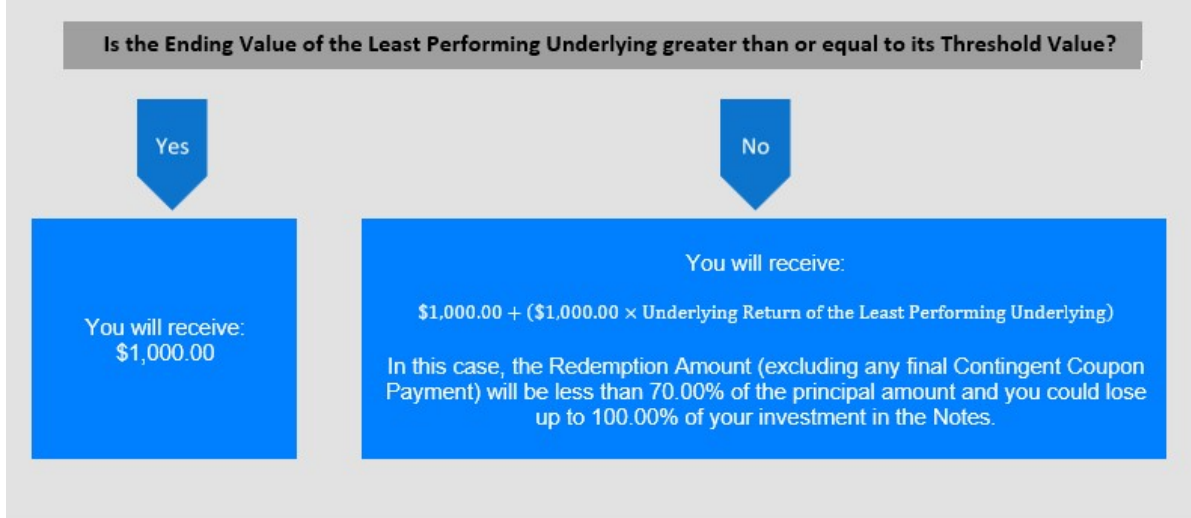 Is the Ending Value of the Least Performing Underlying greater than or equal to its Threshold Value?
Yes
No
You will receive:
$1,000.00
You will receive:
$1,000.00 + ($1,000.00 × Underlying Return of the Least Performing Underlying)
In this case, the Redemption Amount (excluding any final Contingent Coupon
Payment) will be less than 70.00% of the principal amount and you could lose
up to 100.00% of your investment in the Notes.